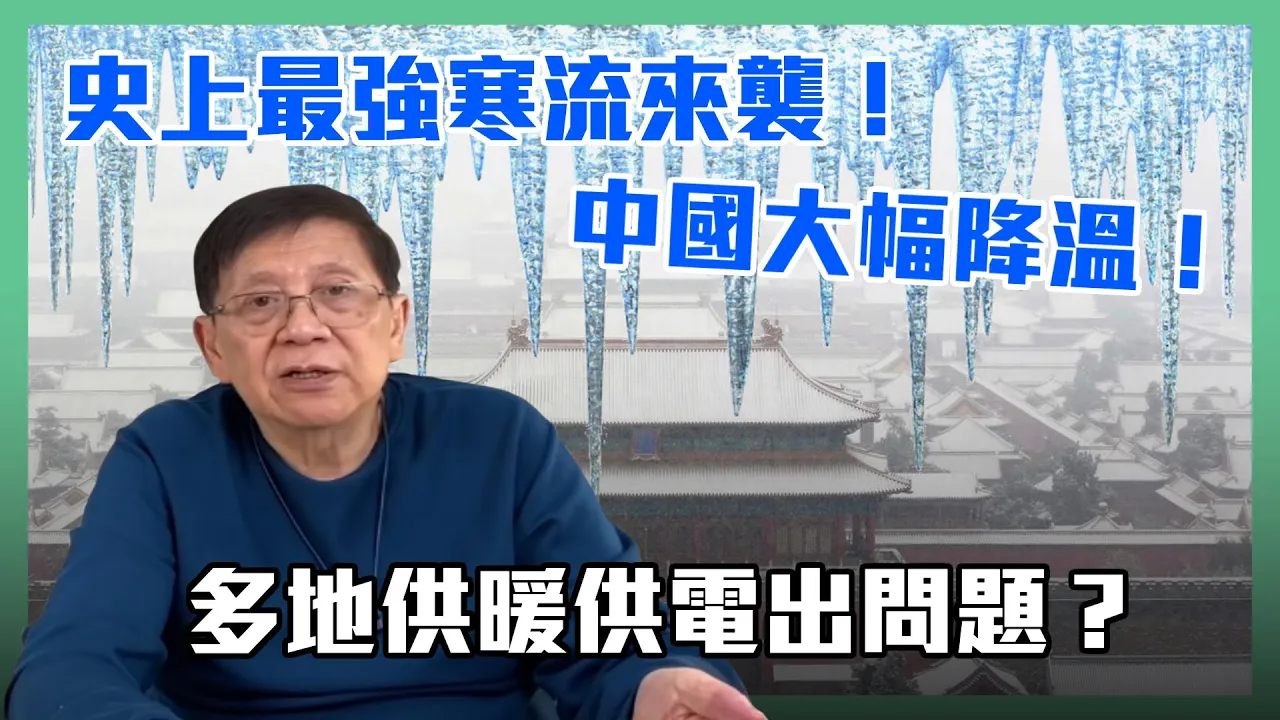 史上最強寒流來襲！
中國大幅降溫！
多地供暖供電出問題？